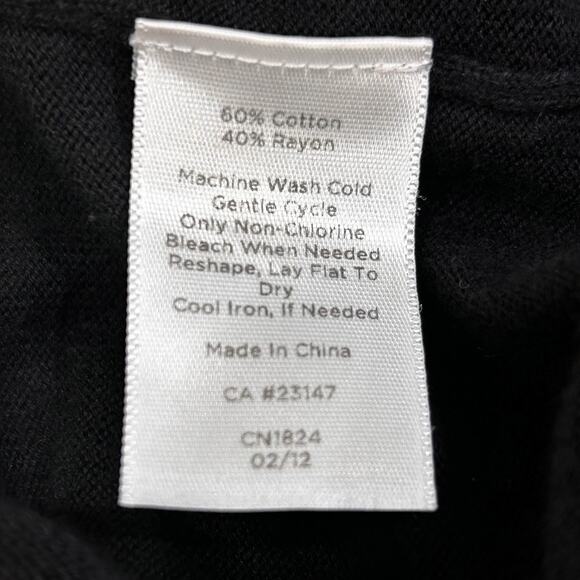 60% Cotton
40% Rayon
Machine Wash Cold
Gentle Cycle
Only Non-Chlorine
Bleach When Needed
Reshape, Lay Flat To
Dry
Cool Iron, If Needed
Made In China
CA #23147
CN1824
02/12